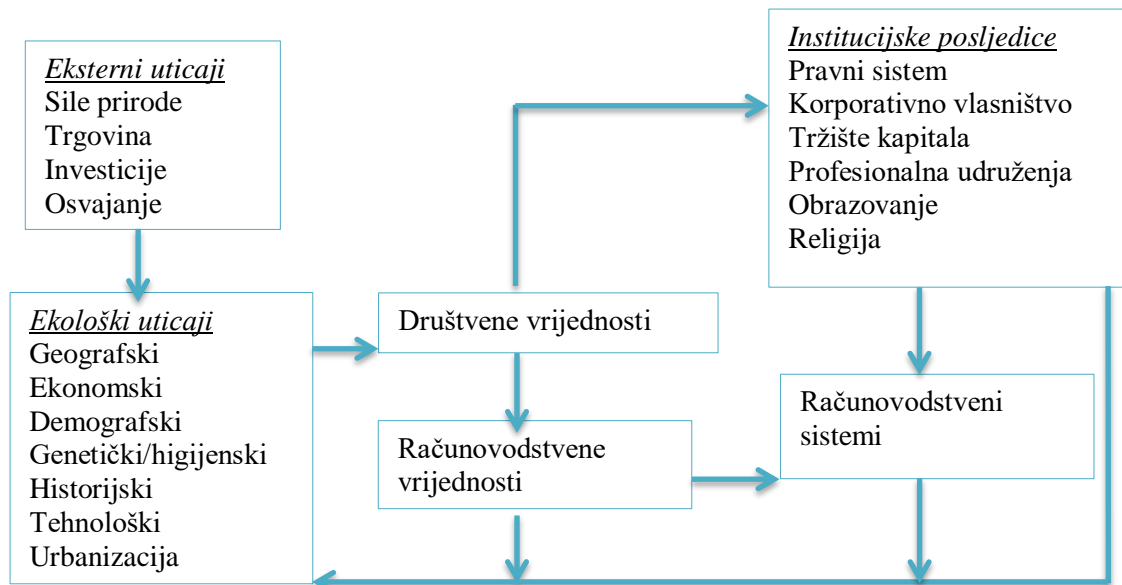 Eksterni uticaji
Sile prirode
Trgovina
Investicije
Osvajanje
Institucijske posljedice
Pravni sistem
Korporativno vlasništvo
Tržište kapitala
Profesionalna udruženja
Obrazovanje
Religija
Ekološki uticaji
Geografski
Ekonomski
Demografski
Genetički/higijenski
Historijski
Tehnološki
Urbanizacija
Društvene vrijednosti
Računovodstvene
vrijednosti
Računovodstveni
sistemi